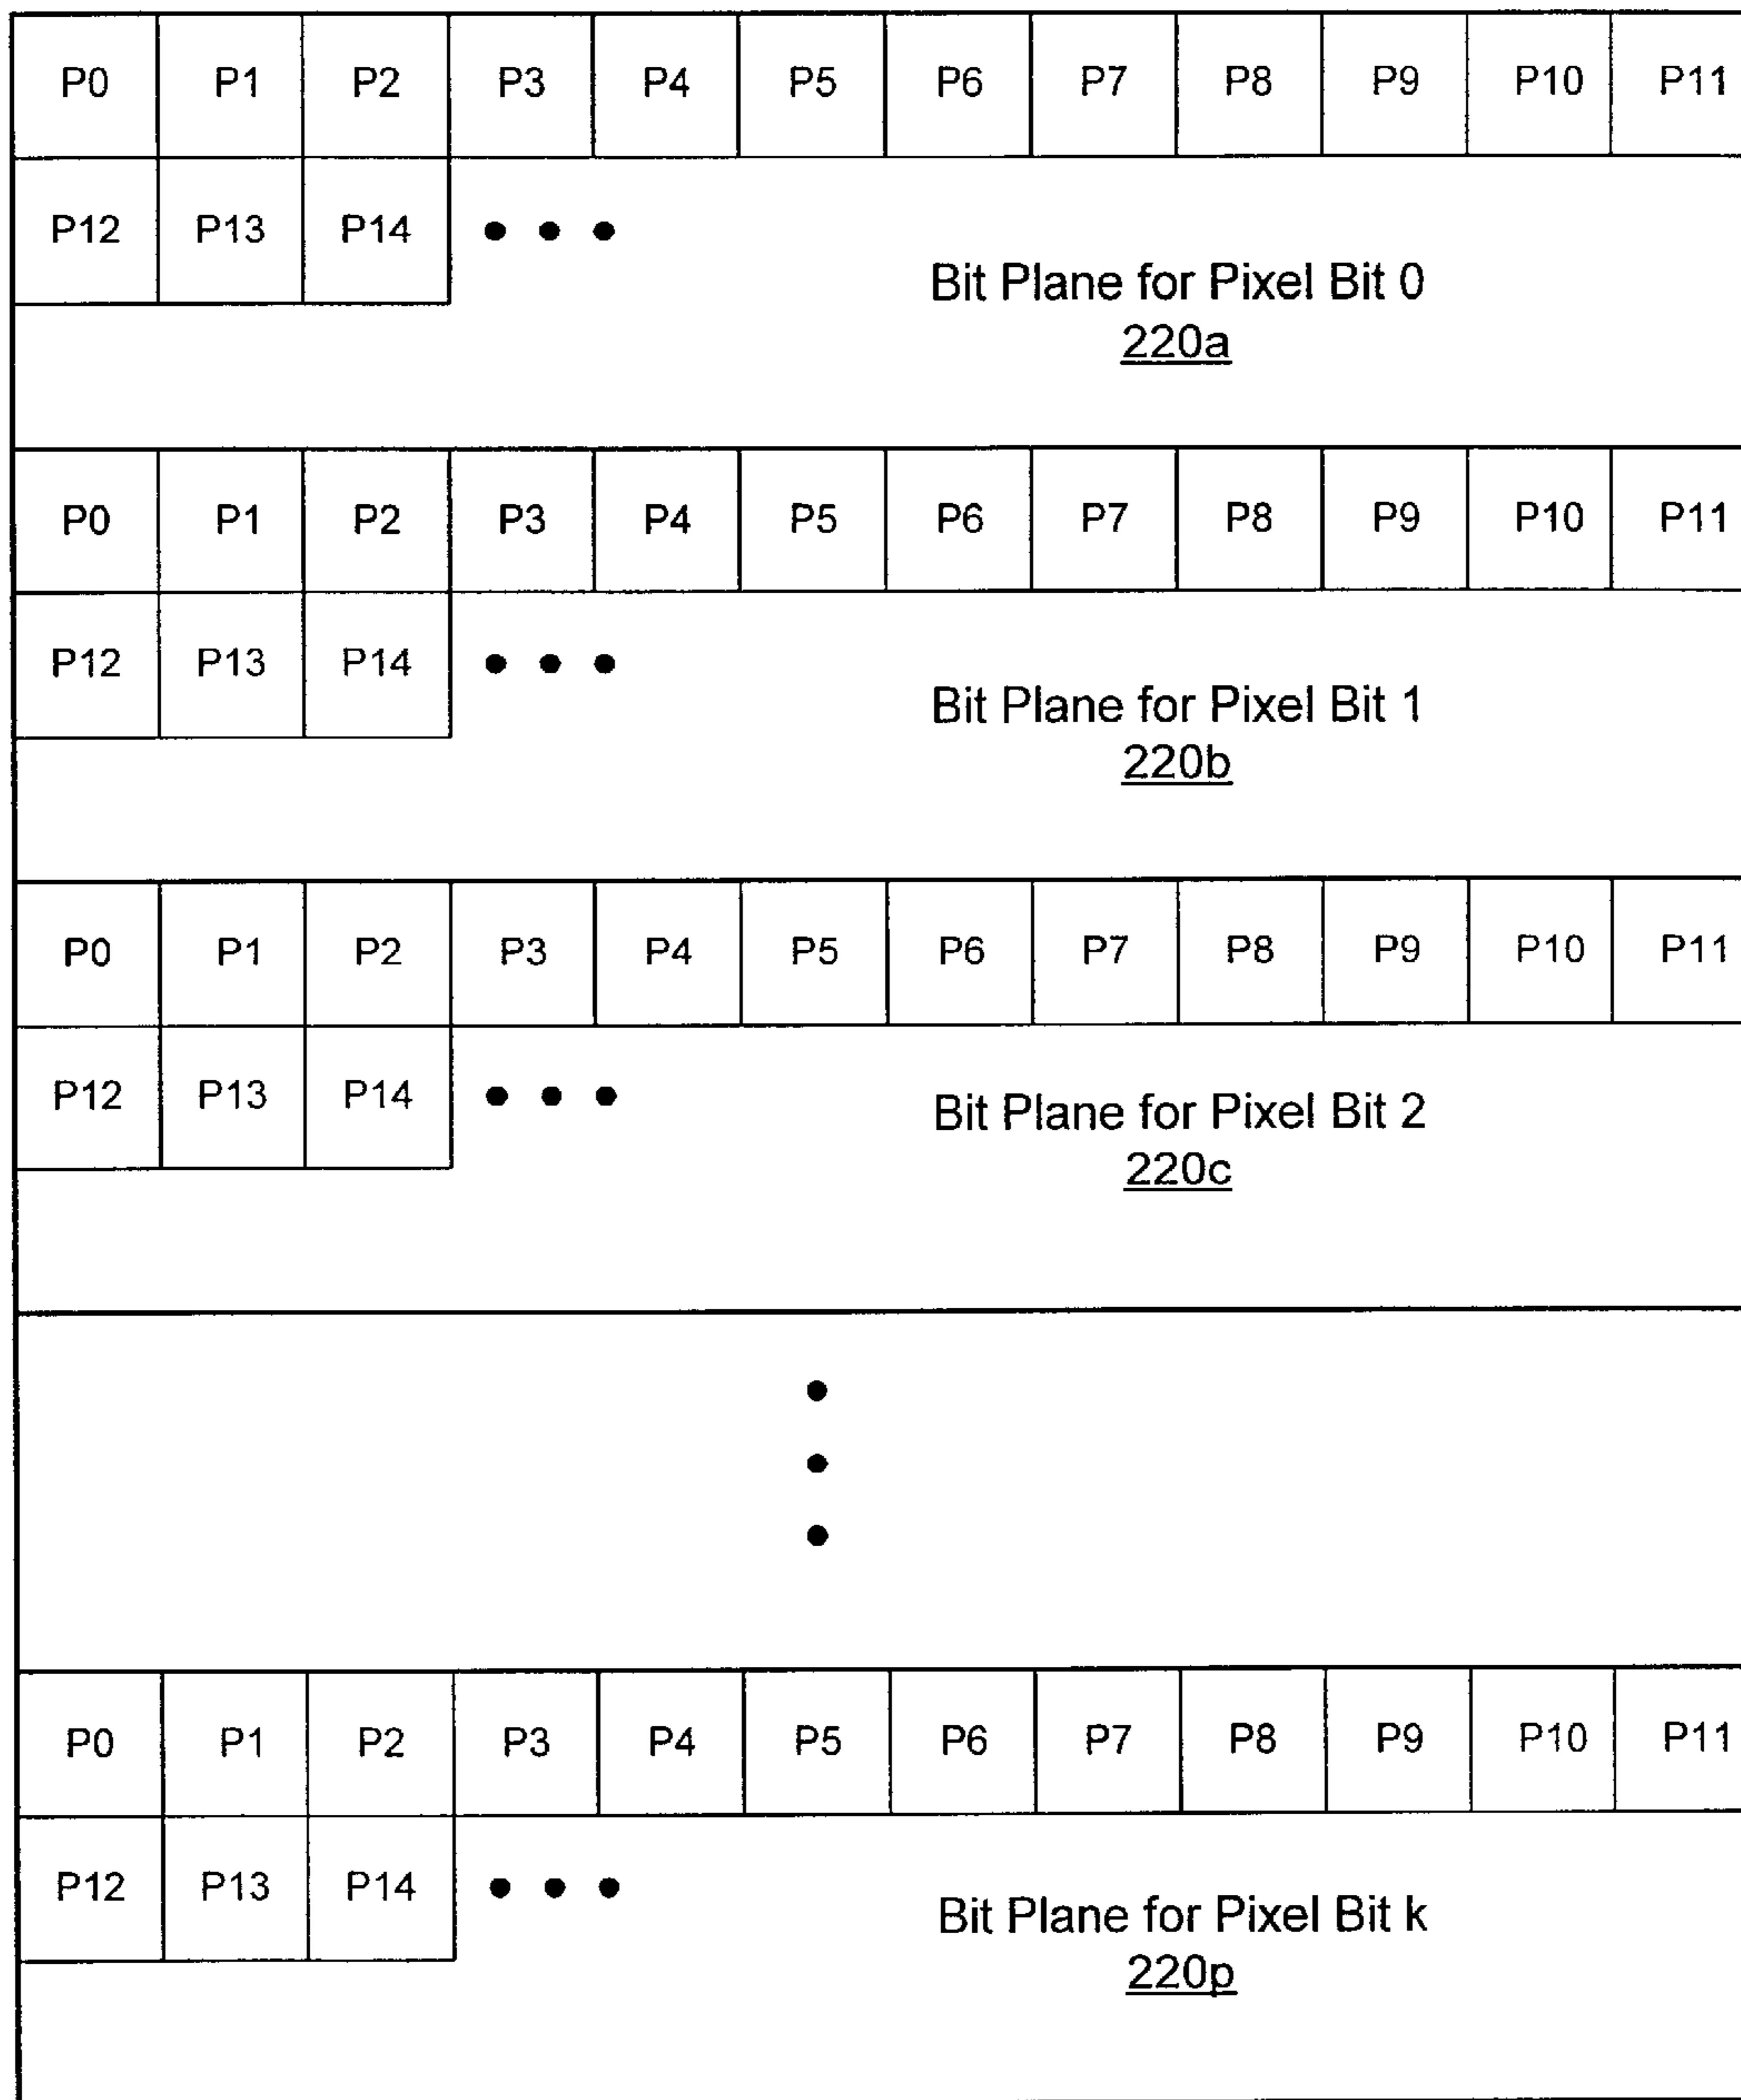 P0 P1 P2 P3 P4 P5 P6 P7 P8 P9 P10 P11
P12 P13 P14 • • •
Bit Plane for Pixel Bit 0
220a
P0 P1 P2 P3 P4 P5 P6 P7 P8 P9 P10 P11
P12 P13 P14 • • •
Bit Plane for Pixel Bit 1
220b
P0 P1 P2 P3 P4 P5 P6 P7 P8 P9 P10 P11
P12 P13 P14 • • •
Bit Plane for Pixel Bit 2
220c
P0 P1 P2 P3 P4 P5 P6 P7 P8 P9 P10 P11
P12 P13 P14 • • •
Bit Plane for Pixel Bit k
220p